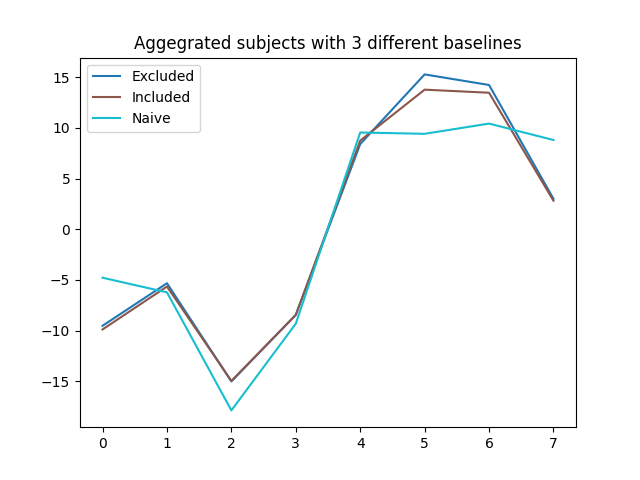 Aggegrated subjects with 3 different baselines
Excluded
Included
Naive
15
10
5
0
−5
−10
−15
0 1 2 3 4 5 6 7